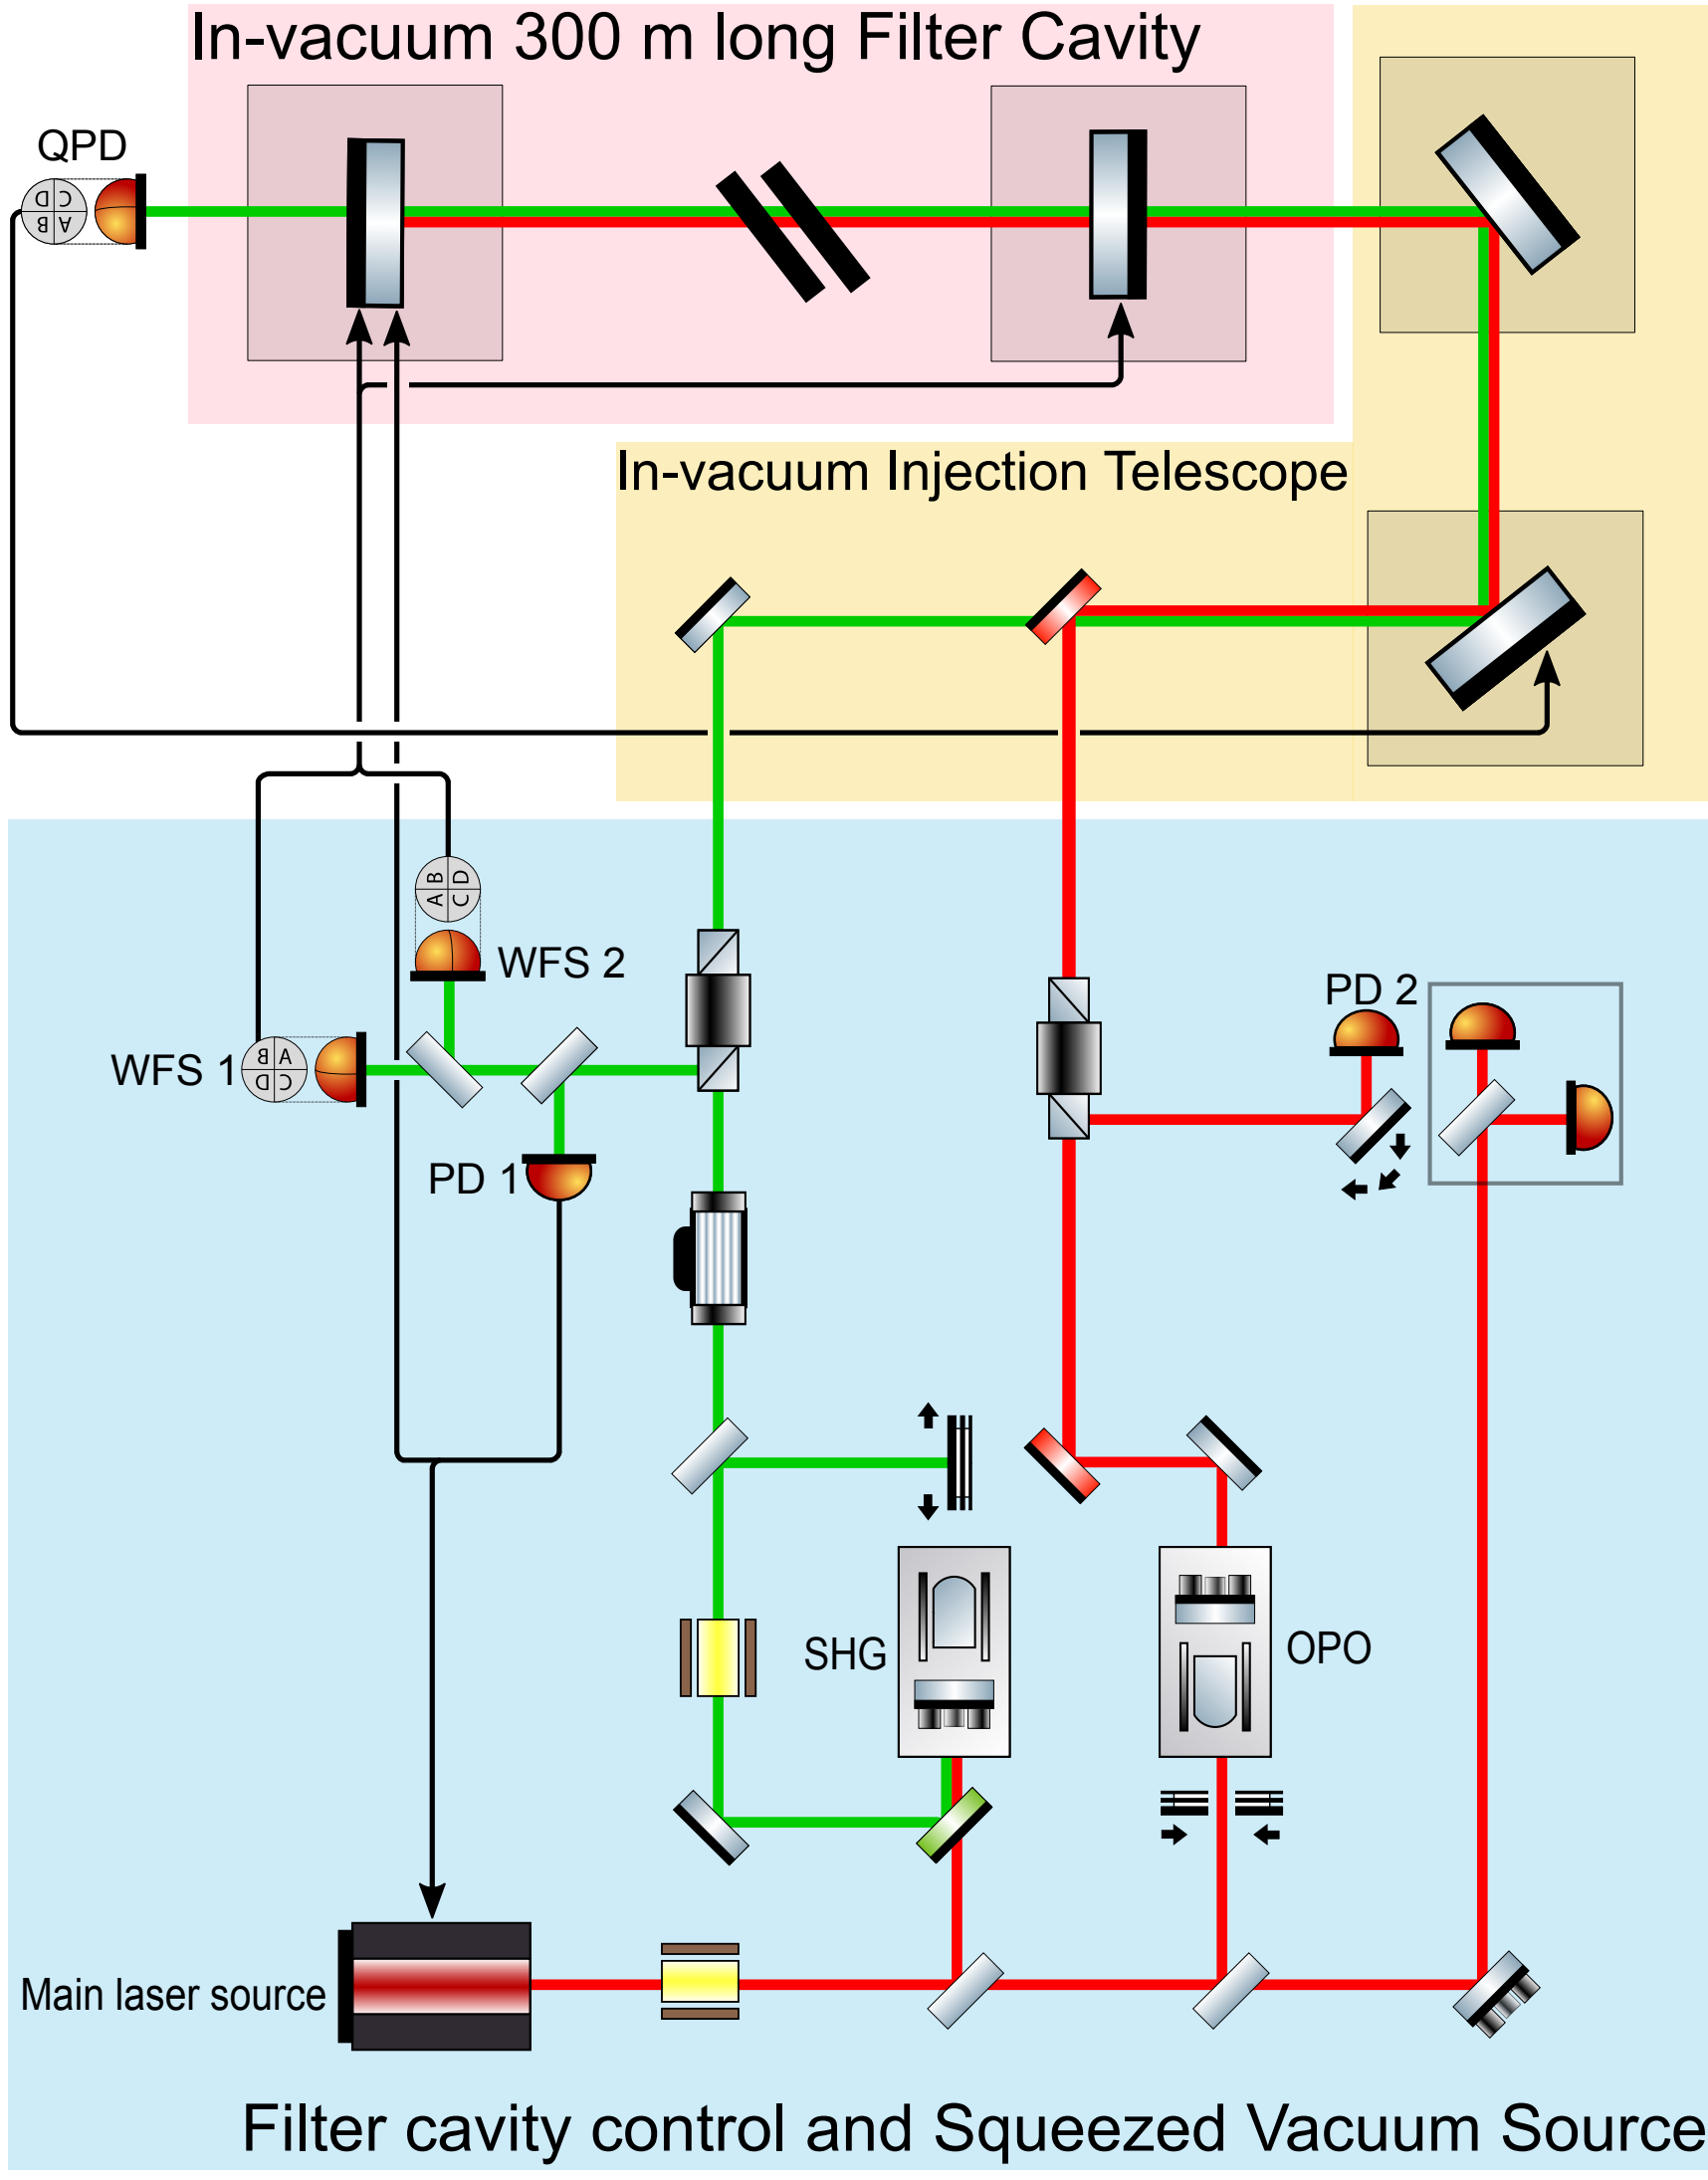 In-vacuum 300 m long Filter Cavity
QPD
A B
C D
In-vacuum Injection Telescope
A B
C D
WFS 2
PD 2
WFS 1
A B
C D
PD 1
SHG
OPO
Main laser source
Filter cavity control and Squeezed Vacuum Source